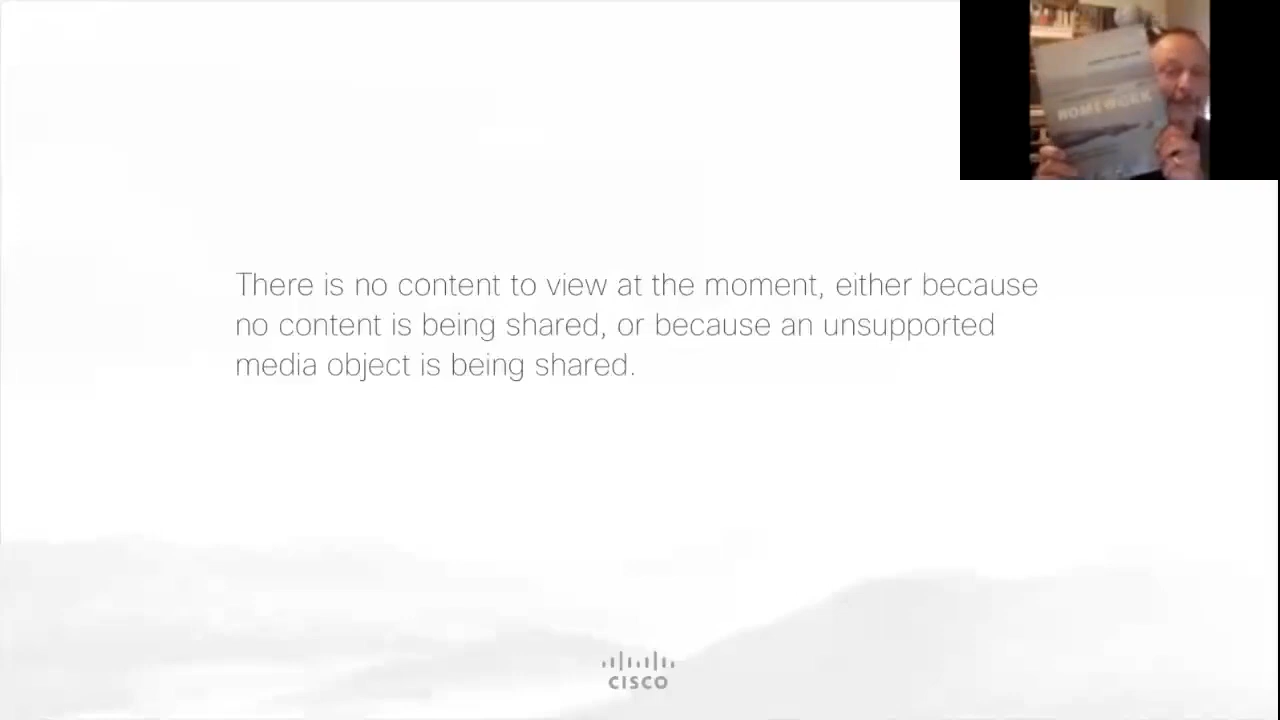 HOMEWORK
There is no content to view at the moment, either because
no content is being shared, or because an unsupported
media object is being shared.
CISCO